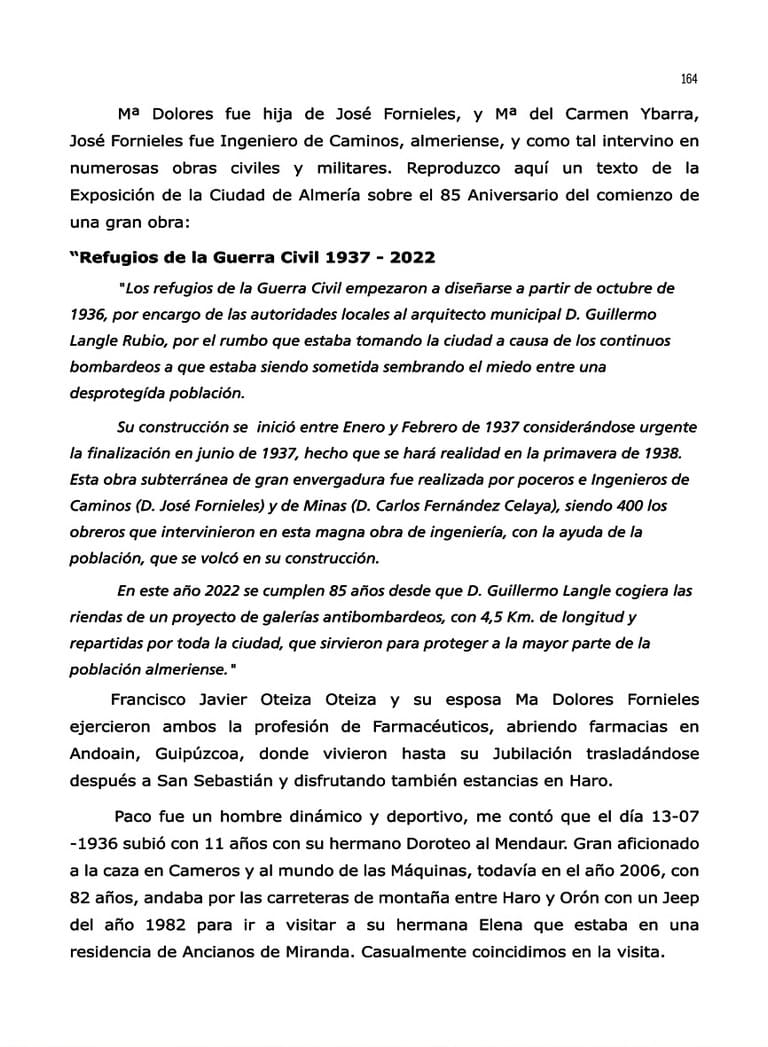 164
Mª Dolores fue hija de José Fornieles, y Mª del Carmen Ybarra,
José Fornieles fue Ingeniero de Caminos, almeriense, y como tal intervino en
numerosas obras civiles y militares. Reproduzco aquí un texto de la
Exposición de la Ciudad de Almería sobre el 85 Aniversario del comienzo de
una gran obra:
“Refugios de la Guerra Civil 1937 - 2022
"Los refugios de la Guerra Civil empezaron a diseñarse a partir de octubre de
1936, por encargo de las autoridades locales al arquitecto municipal D. Guillermo
Langle Rubio, por el rumbo que estaba tomando la ciudad a causa de los continuos
bombardeos a que estaba siendo sometida sembrando el miedo entre una
desprotegída población.
Su construcción se inició entre Enero y Febrero de 1937 considerándose urgente
la finalización en junio de 1937, hecho que se hará realidad en la primavera de 1938.
Esta obra subterránea de gran envergadura fue realizada por poceros e Ingenieros de
Caminos (D. José Fornieles) y de Minas (D. Carlos Fernández Celaya), siendo 400 los
obreros que intervinieron en esta magna obra de ingeniería, con la ayuda de la
población, que se volcó en su construcción.
En este año 2022 se cumplen 85 años desde que D. Guillermo Langle cogiera las
riendas de un proyecto de galerías antibombardeos, con 4,5 Km. de longitud y
repartidas por toda la ciudad, que sirvieron para proteger a la mayor parte de la
población almeriense."
Francisco Javier Oteiza Oteiza y su esposa Ma Dolores Fornieles
ejercieron ambos la profesión de Farmacéuticos, abriendo farmacias en
Andoain, Guipúzcoa, donde vivieron hasta su Jubilación trasladándose
después a San Sebastián y disfrutando también estancias en Haro.
Paco fue un hombre dinámico y deportivo, me contó que el día 13-07
-1936 subió con 11 años con su hermano Doroteo al Mendaur. Gran aficionado
a la caza en Cameros y al mundo de las Máquinas, todavía en el año 2006, con
82 años, andaba por las carreteras de montaña entre Haro y Orón con un Jeep
del año 1982 para ir a visitar a su hermana Elena que estaba en una
residencia de Ancianos de Miranda. Casualmente coincidimos en la visita.